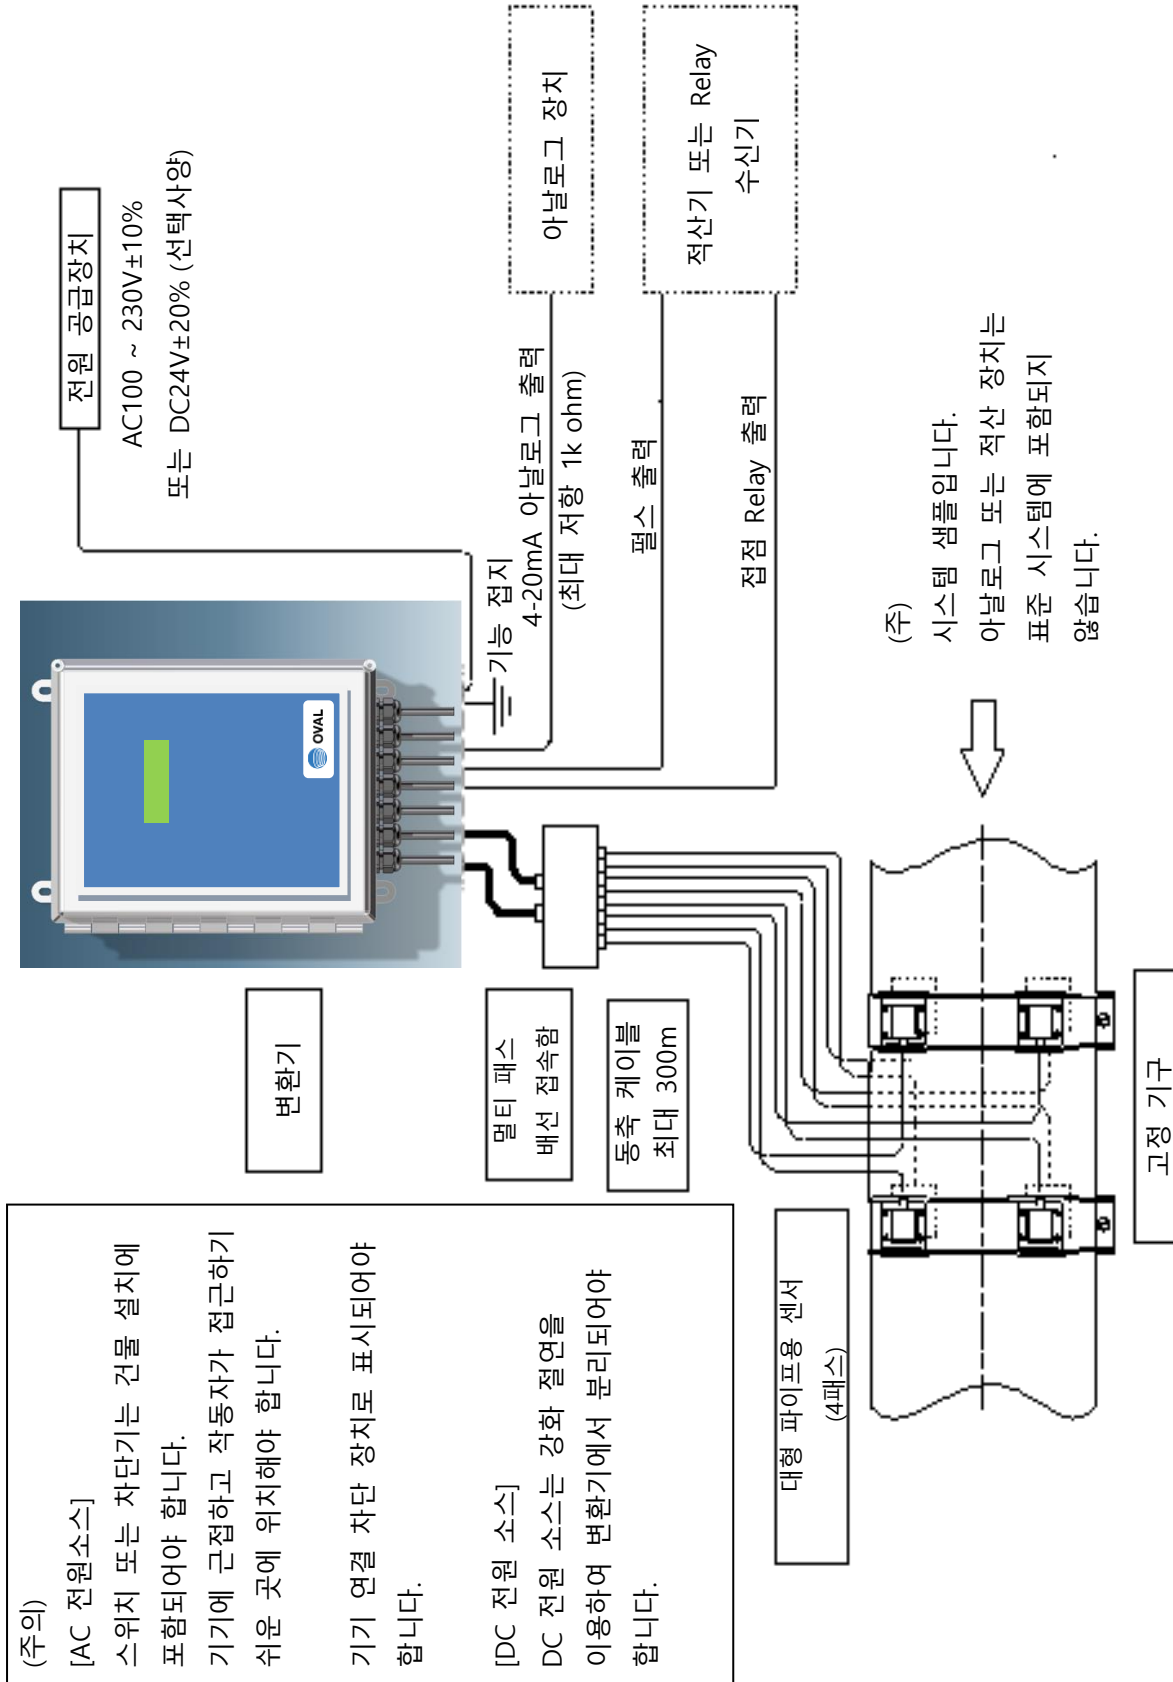 (주의)
[AC 전원소스]
스위치 또는 차단기는 건물 설치에
포함되어야 합니다.
기기에 근접하고 작동자가 접근하기
쉬운 곳에 위치해야 합니다.
기기 연결 차단 장치로 표시되어야
합니다.
[DC 전원 소스]
DC 전원 소스는 강화 절연을
이용하여 변환기에서 분리되어야
합니다.
변환기
멀티 패스
배선 접속함
동축 케이블
최대 300m
대형 파이프용 센서
(4패스)
고정 기구
OVAL
전원 공급장치
AC100 ~ 230V±10%
또는 DC24V±20% (선택사양)
기능 접지
4-20mA 아날로그 출력
(최대 저항 1k ohm)
펄스 출력
접점 Relay 출력
아날로그 장치
적산기 또는 Relay
수신기
(주)
시스템 샘플입니다.
아날로그 또는 적산 장치는
표준 시스템에 포함되지
않습니다.